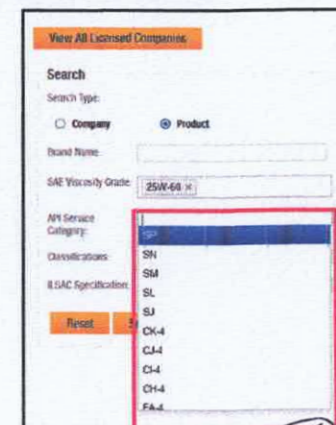 View All Licensed Companies
Search
Search Type:
Company Product
Brand Name:
SAE Viscosity Grade: 25W-60 ×
API Service Category:
SP
SN
Classifications:
SM
ILSAC Specification:
SL
SJ
Reset
CK-4
CJ-4
CI-4
CH-4
FA-4